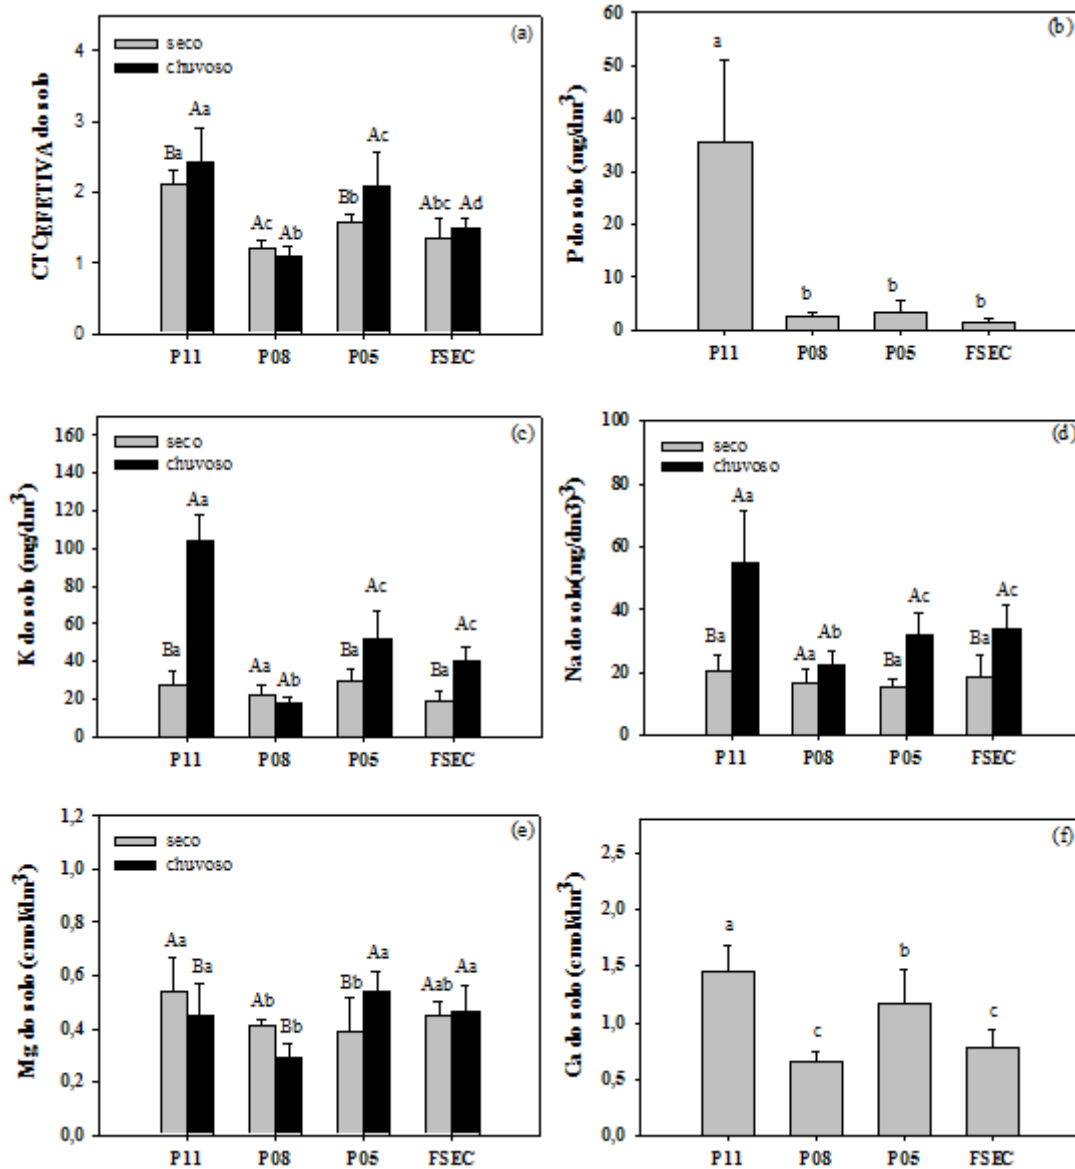 (a)
seco
chuvoso
CTCEFETIVA do solo
4
3
2
1
0
Ba Aa Ac Ab Bb Ac Abc Ad
P11 P08 P05 FSEC
(b)
P do solo (mg/dm³)
60
50
40
30
20
10
0
a b b b
P11 P08 P05 FSEC
(c)
seco
chuvoso
K do solo (mg/dm³)
160
140
120
100
80
60
40
20
0
Ba Aa Aa Ab Ba Ac Ba Ac
P11 P08 P05 FSEC
(d)
seco
chuvoso
Na do solo(mg/dm3)⁻³
100
80
60
40
20
0
Ba Aa Aa Ab Ba Ac Ba Ac
P11 P08 P05 FSEC
(e)
seco
chuvoso
Mg do solo (cmol/dm³)
1,2
1,0
0,8
0,6
0,4
0,2
0,0
Aa Ba Ab Bb Bb Aa Aab Aa
P11 P08 P05 FSEC
(f)
Ca do solo (cmol/dm³)
2,5
2,0
1,5
1,0
0,5
0,0
a c b c
P11 P08 P05 FSEC